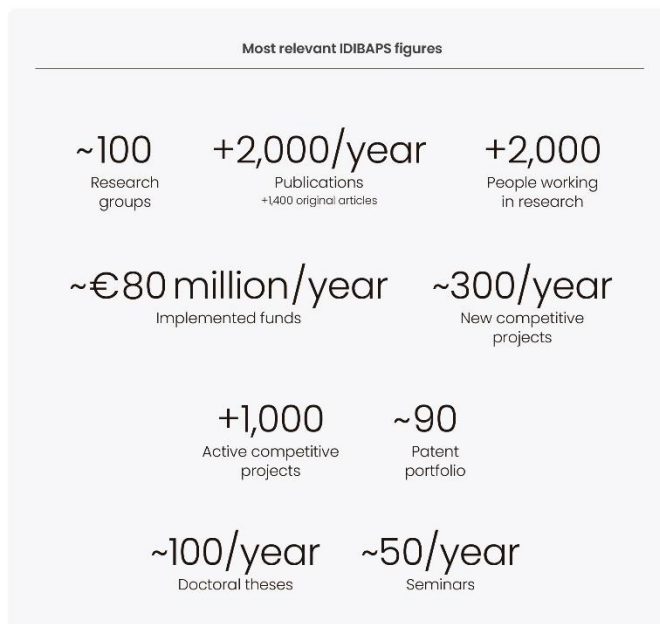 Most relevant IDIBAPS figures
~100
Research
groups
+2,000/year
Publications
+1,400 original articles
+2,000
People working
in research
~€80 million/year
Implemented funds
~300/year
New competitive
projects
+1,000
Active competitive
projects
~90
Patent
portfolio
~100/year
Doctoral theses
~50/year
Seminars